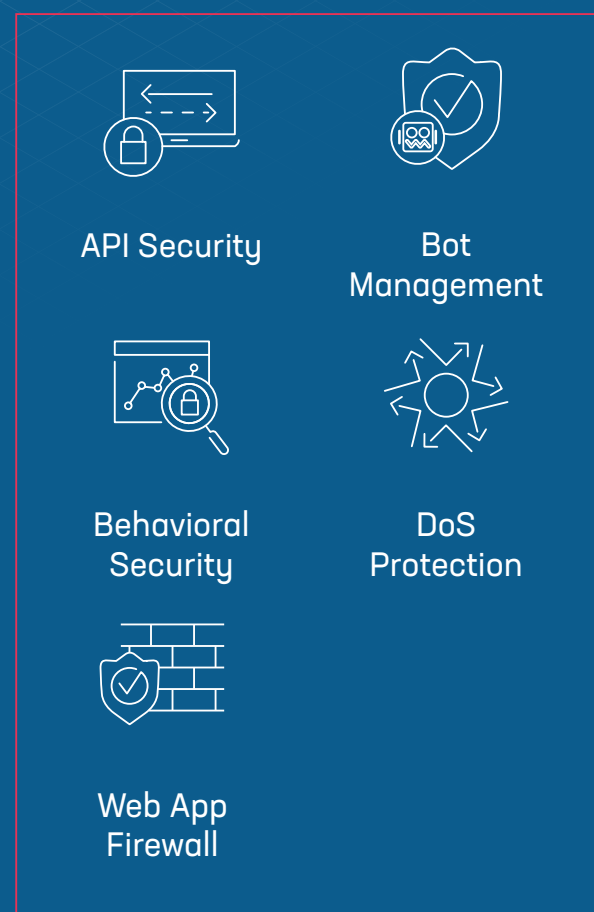 API Security
Bot
Management
Behavioral
Security
DoS
Protection
Web App
Firewall